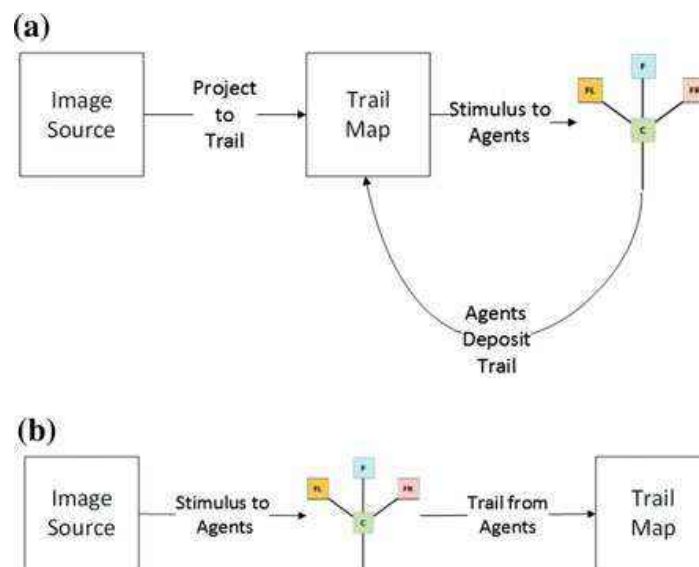 (a)
Image
Source
Project
to
Trail
Trail
Map
Stimulus to
Agents
F
FL
FR
C
Agents
Deposit
Trail
(b)
Image
Source
Stimulus to
Agents
F
FL
FR
C
Trail from
Agents
Trail
Map